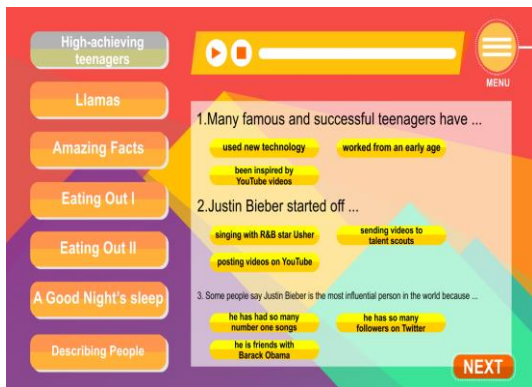 High-achieving
teenagers
Llamas
Amazing Facts
Eating Out I
Eating Out II
A Good Night's sleep
Describing People
MENU
1.Many famous and successful teenagers have ...
used new technology
worked from an early age
been inspired by
YouTube videos
2.Justin Bieber started off ...
singing with R&B star Usher
sending videos to
talent scouts
posting videos on YouTube
3. Some people say Justin Bieber is the most influential person in the world because ...
he has had so many
number one songs
he has so many
followers on Twitter
he is friends with
Barack Obama
NEXT